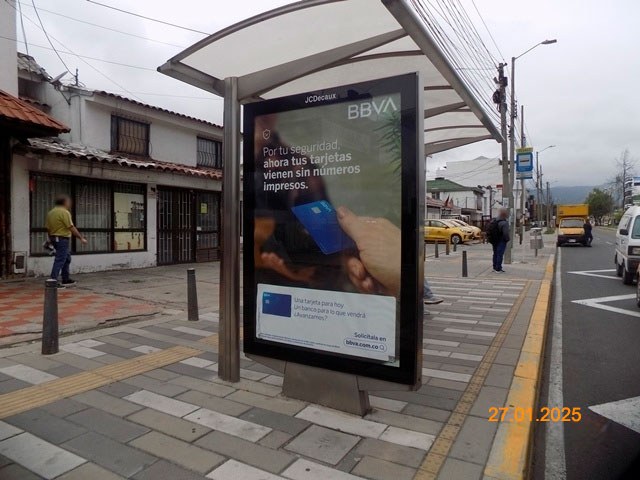 JCDecaux
BBVA
Por tu seguridad,
ahora tus tarjetas
vienen sin números
impresos.
Una tarjeta para hoy
Un banco para lo que vendrá
¿Avanzamos?
Solicítala en
bbva.com.co
27.01.2025